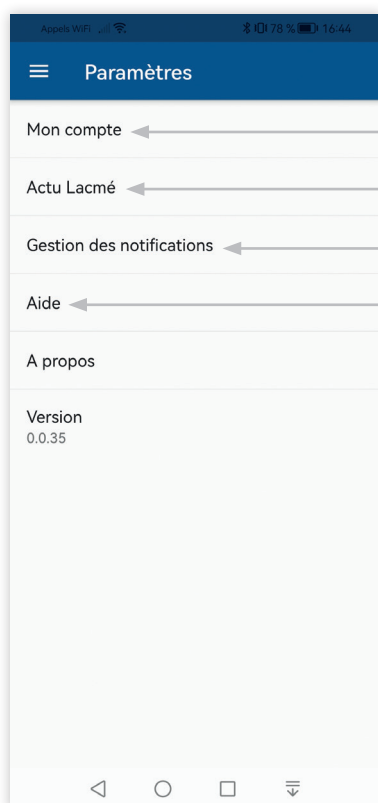 Appels WiFi 78 % 16:44
Paramètres
Mon compte
Actu Lacmé
Gestion des notifications
Aide
A propos
Version
0.0.35